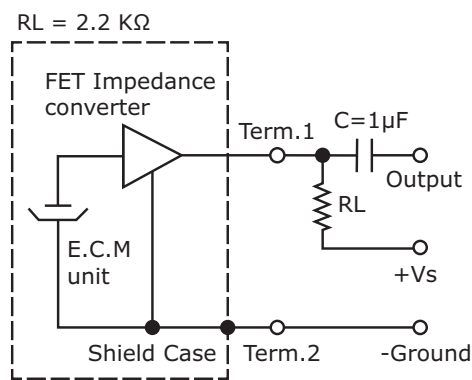 RL = 2.2 KΩ
FET Impedance
converter
Term.1
C=1µF
Output
RL
E.C.M
unit
+Vs
Shield Case
Term.2
-Ground